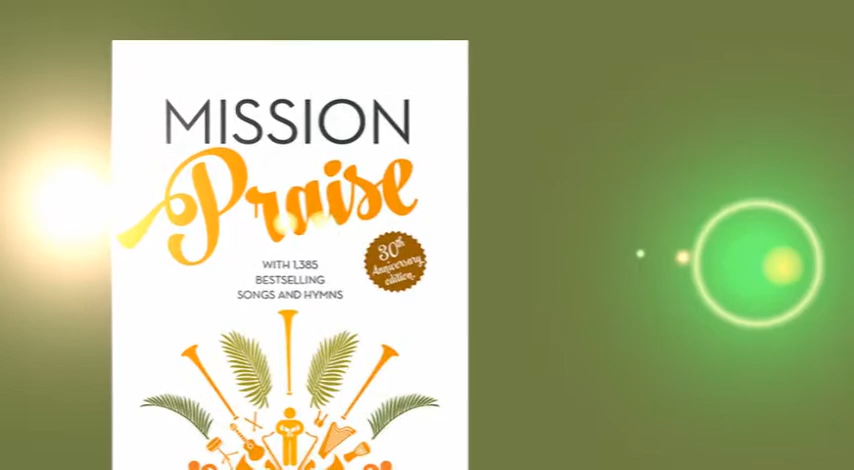 MISSION
Praise
WITH 1,385
BESTSELLING
SONGS AND HYMNS
30th
Anniversary
edition